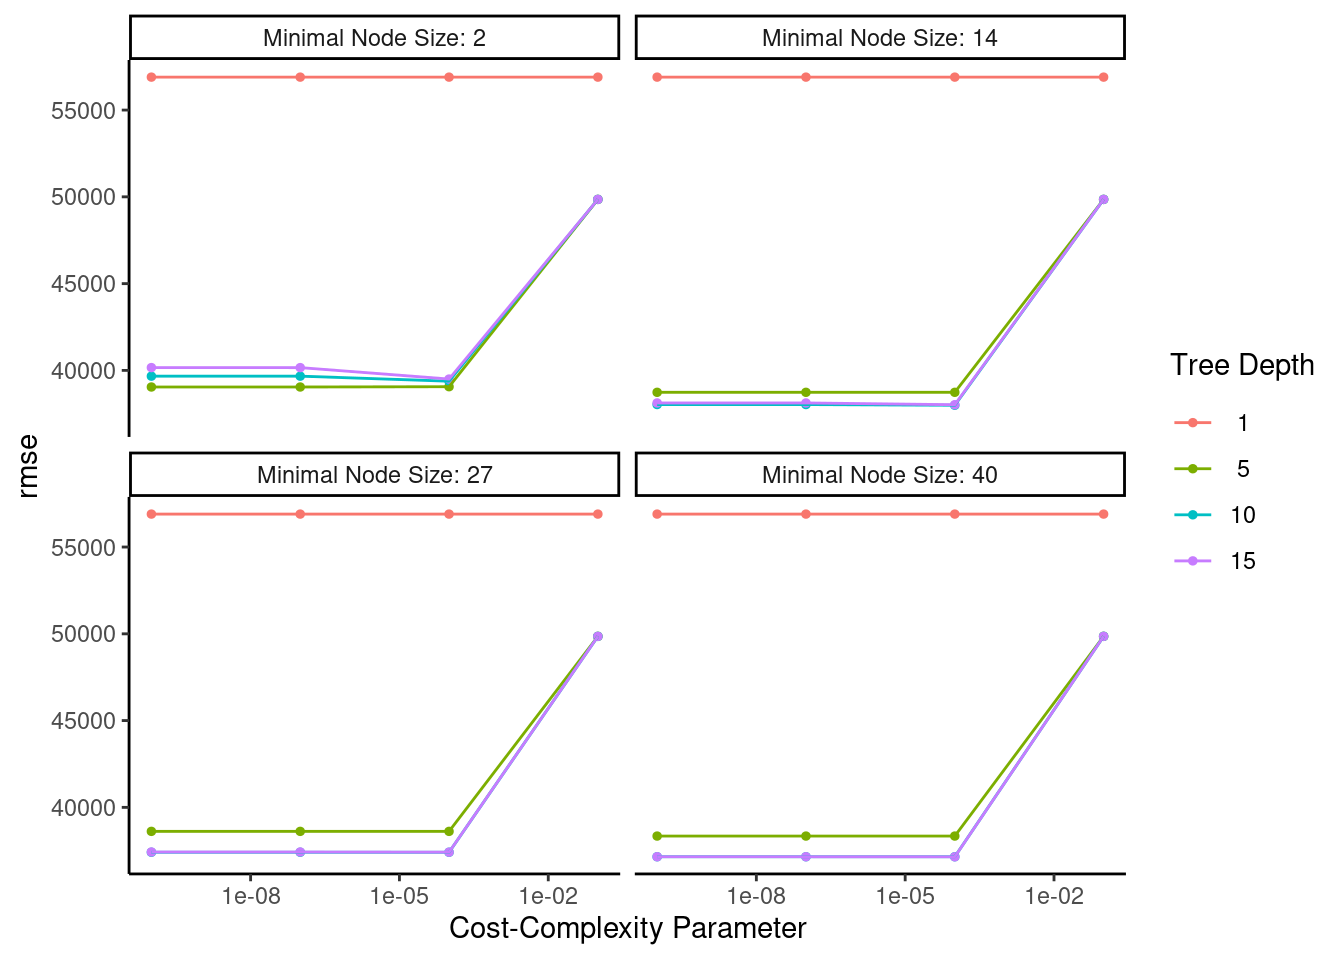 Minimal Node Size: 2
Minimal Node Size: 14
55000
50000
45000
40000
Minimal Node Size: 27
Minimal Node Size: 40
55000
50000
45000
40000
1e-08
1e-05
1e-02
1e-08
1e-05
1e-02
Cost-Complexity Parameter
rmse
Tree Depth
1
5
10
15